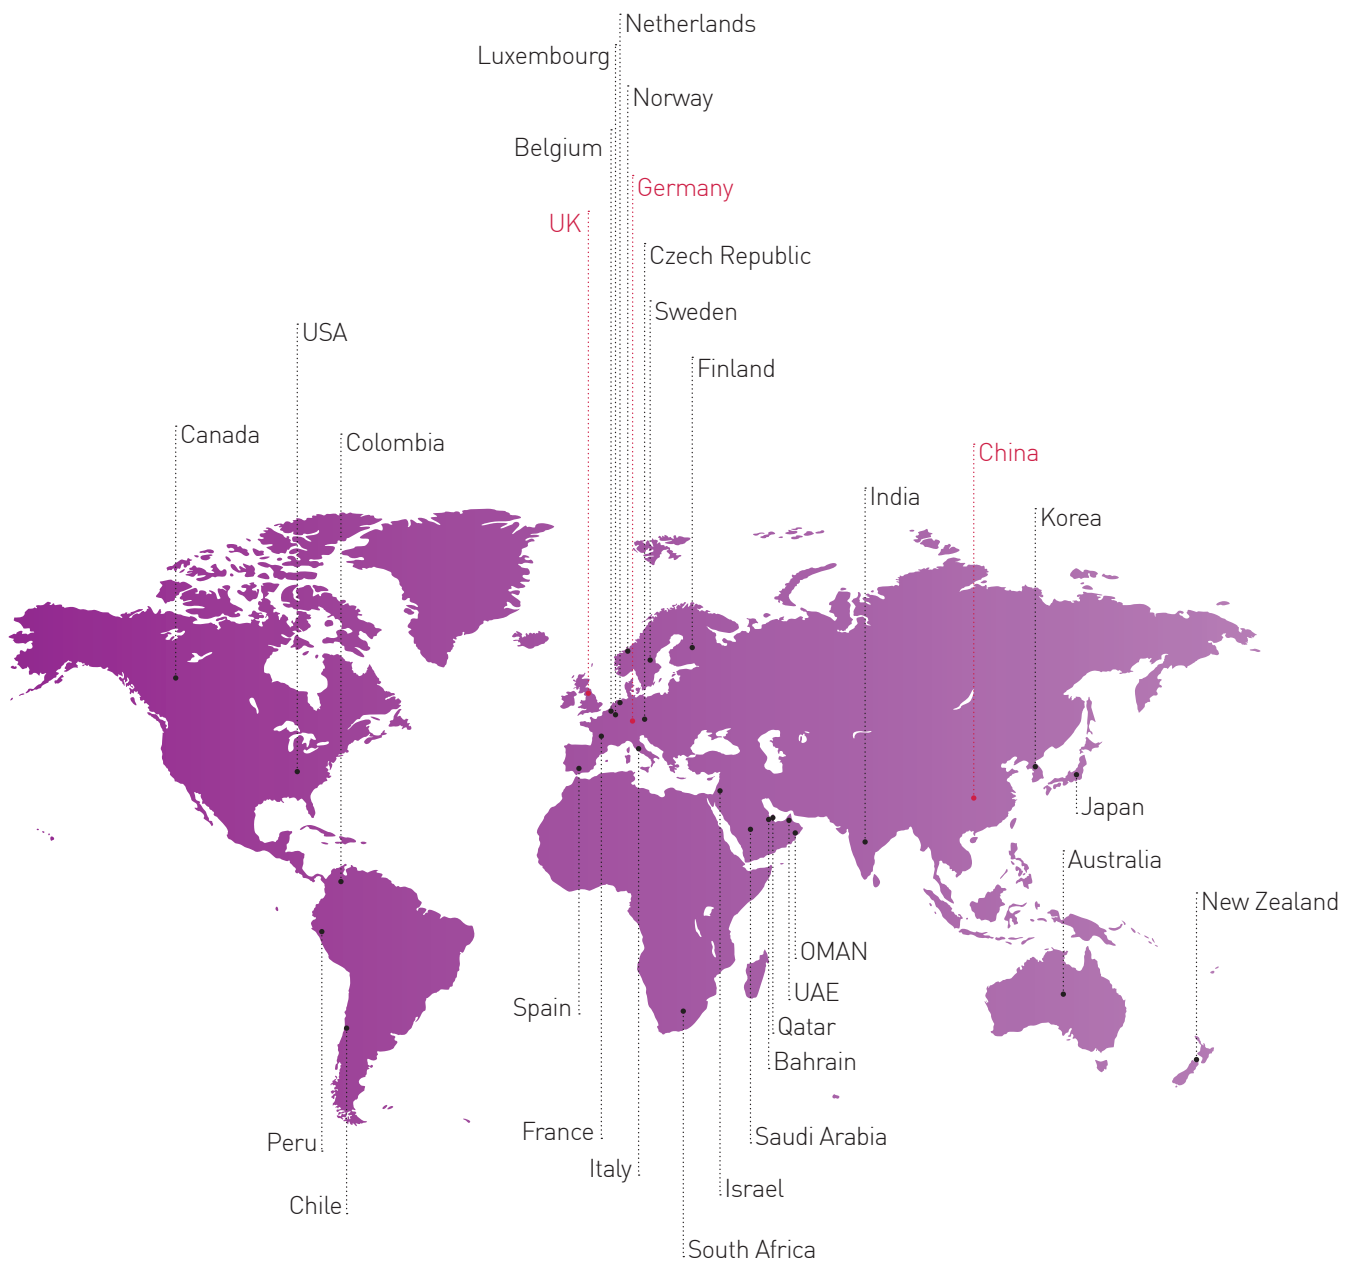 Netherlands
Luxembourg
Norway
Belgium
Germany
UK
Czech Republic
Sweden
USA
Finland
Canada
Colombia
China
India
Korea
Japan
Australia
New Zealand
OMAN
UAE
Spain
Qatar
Bahrain
France
Saudi Arabia
Peru
Italy
Israel
Chile
South Africa